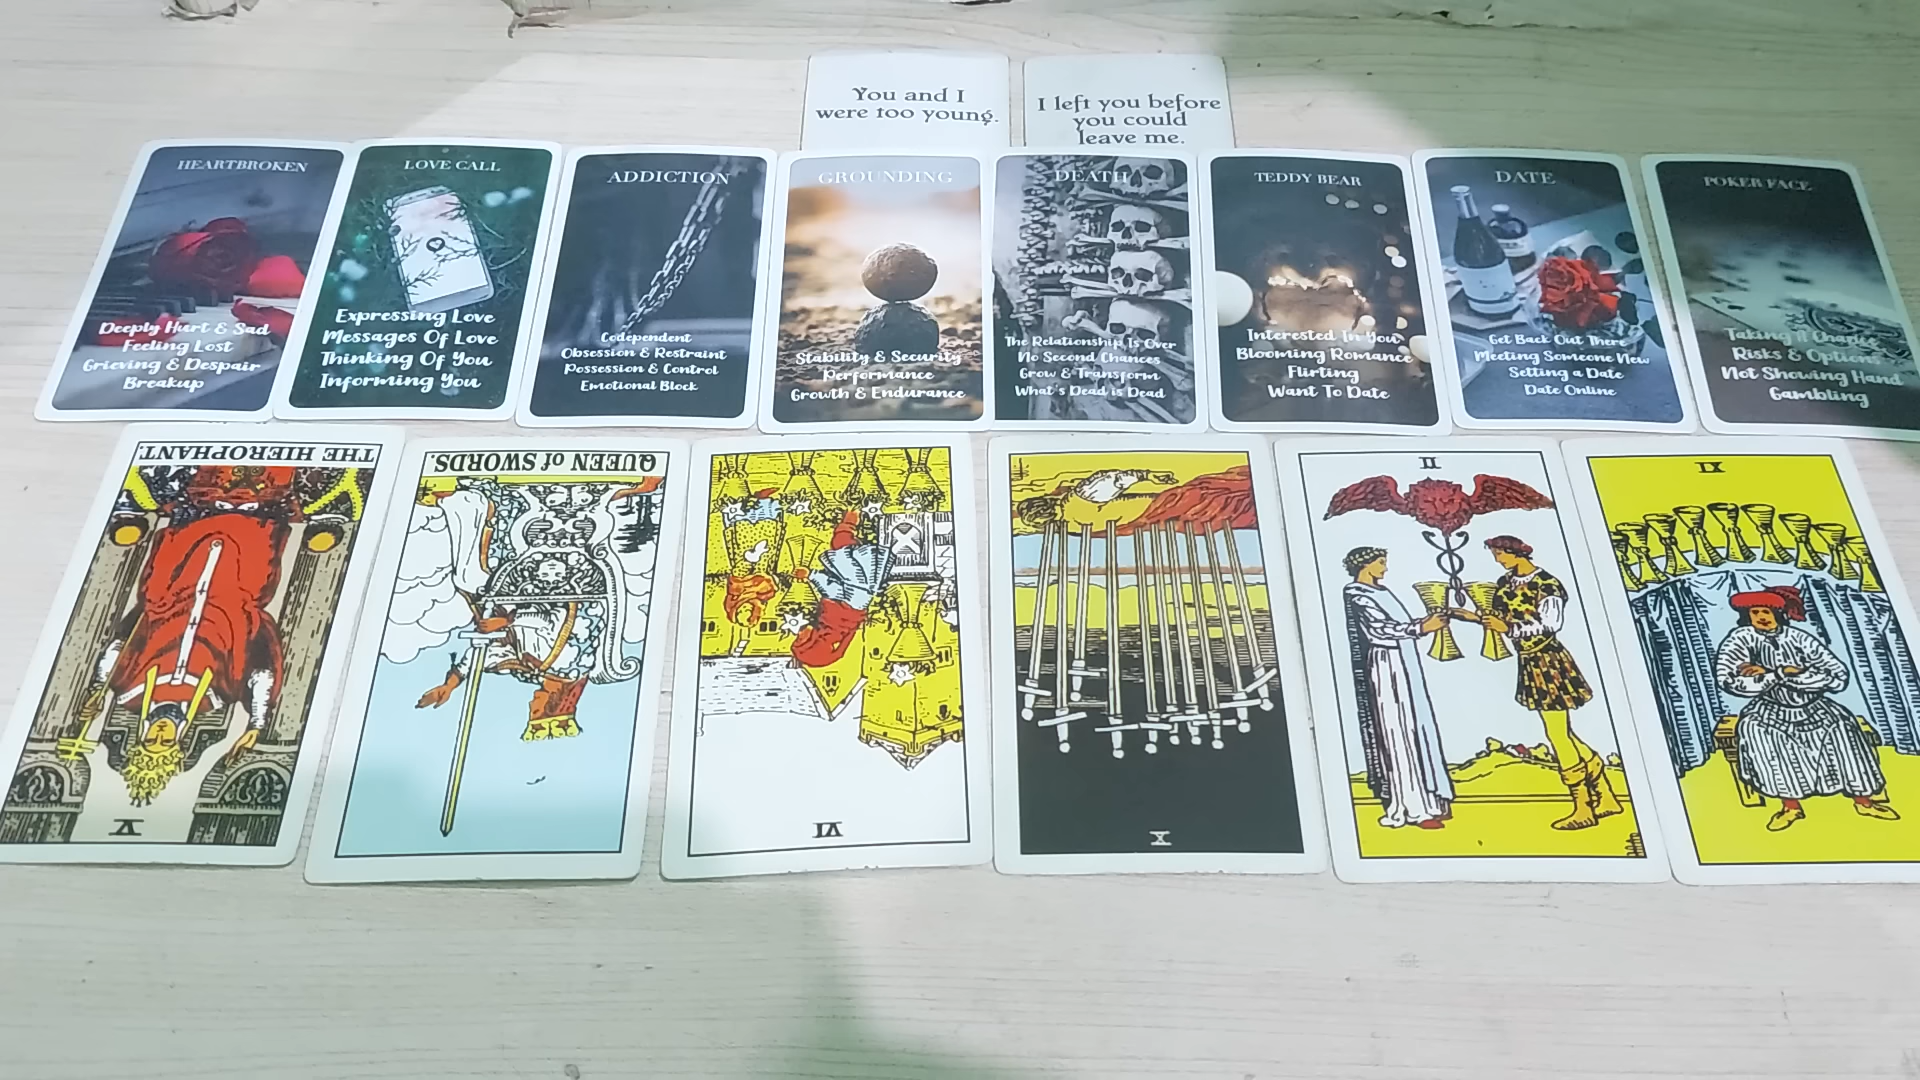 You and I
were too young.
I left you before
you could
leave me.
HEARTBROKEN
Deeply Hurt & Sad
Feeling Lost
Grieving & Despair
Breakup
LOVE CALL
Expressing Love
Messages Of Love
Thinking Of You
Informing You
ADDICTION
Codependent
Obsession & Restraint
Possession & Control
Emotional Block
GROUNDING
Stability & Security
Performance
Growth & Endurance
DEATH
The Relationship Is Over
No Second Chances
Grow & Transform
What's Dead is Dead
TEDDY BEAR
Interested In You
Blooming Romance
Flirting
Want To Date
DATE
Get Back Out There
Meeting Someone New
Setting a Date
Date Online
POKER FACE
Taking It
Risks & Options
Not Showing Hand
Gambling
THE HIEROPHANT.
V
QUEEN of SWORDS.
VI
X
II
IX